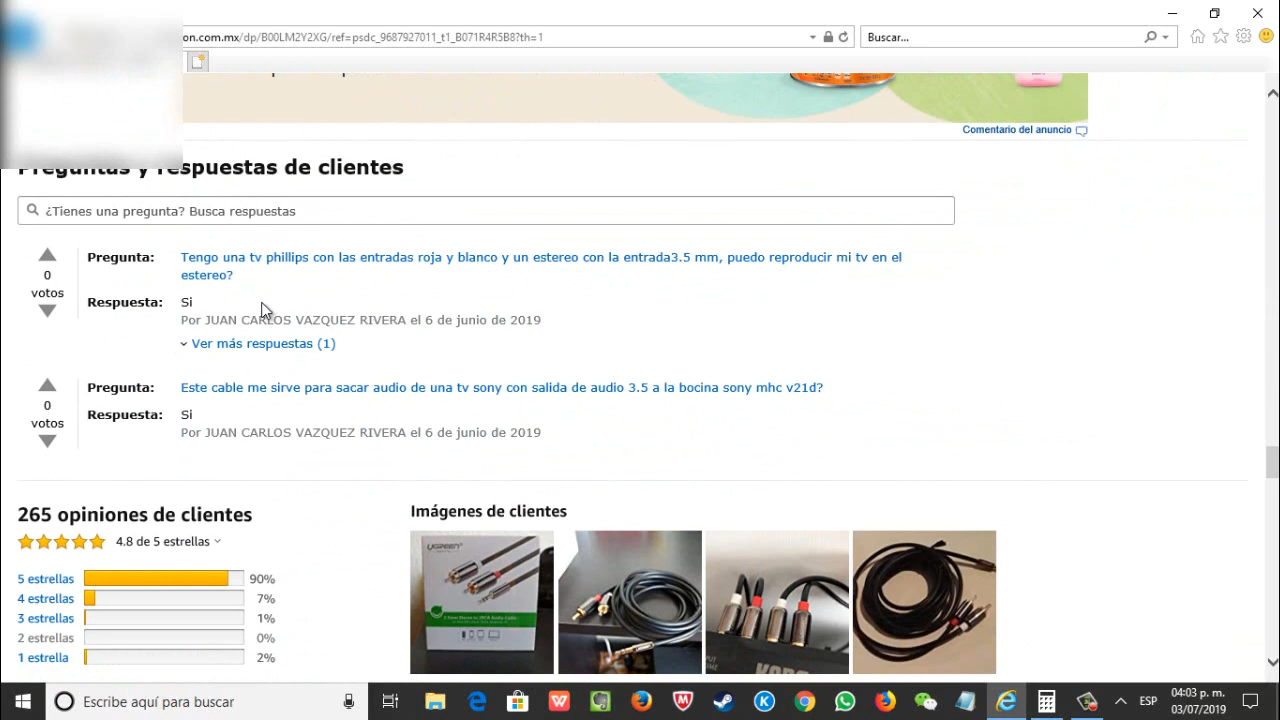 on.com.mx/dp/B00LM2Y2XG/ref=psdc_9687927011_t1_B071R4R5B8?th=1
Buscar...
Comentario del anuncio
Preguntas y respuestas de clientes
¿Tienes una pregunta? Busca respuestas
Pregunta: Tengo una tv phillips con las entradas roja y blanco y un estereo con la entrada3.5 mm, puedo reproducir mi tv en el
estereo?
0
votos
Respuesta: Si
Por JUAN CARLOS VAZQUEZ RIVERA el 6 de junio de 2019
Ver más respuestas (1)
Pregunta: Este cable me sirve para sacar audio de una tv sony con salida de audio 3.5 a la bocina sony mhc v21d?
0
votos
Respuesta: Si
Por JUAN CARLOS VAZQUEZ RIVERA el 6 de junio de 2019
265 opiniones de clientes
4.8 de 5 estrellas
5 estrellas 90%
4 estrellas 7%
3 estrellas 1%
2 estrellas 0%
1 estrella 2%
Imágenes de clientes
UGREEN
KORG
Escribe aquí para buscar
ESP
04:03 p. m.
03/07/2019